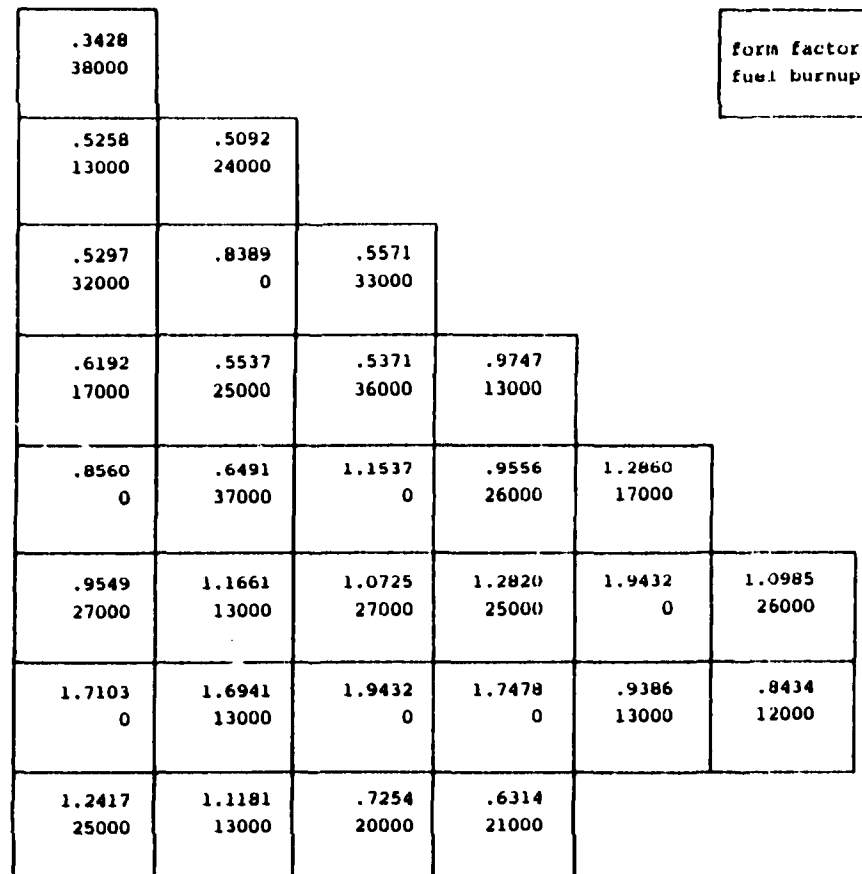 .3428
38000
form factor
fuel burnup
.5258 .5092
13000 24000
.5297 .8389 .5571
32000 0 33000
.6192 .5537 .5371 .9747
17000 25000 36000 13000
.8560 .6491 1.1537 .9556 1.2860
0 37000 0 26000 17000
.9549 1.1661 1.0725 1.2820 1.9432 1.0985
27000 13000 27000 25000 0 26000
1.7103 1.6941 1.9432 1.7478 .9386 .8434
0 13000 0 0 13000 12000
1.2417 1.1181 .7254 .6314
25000 13000 20000 21000